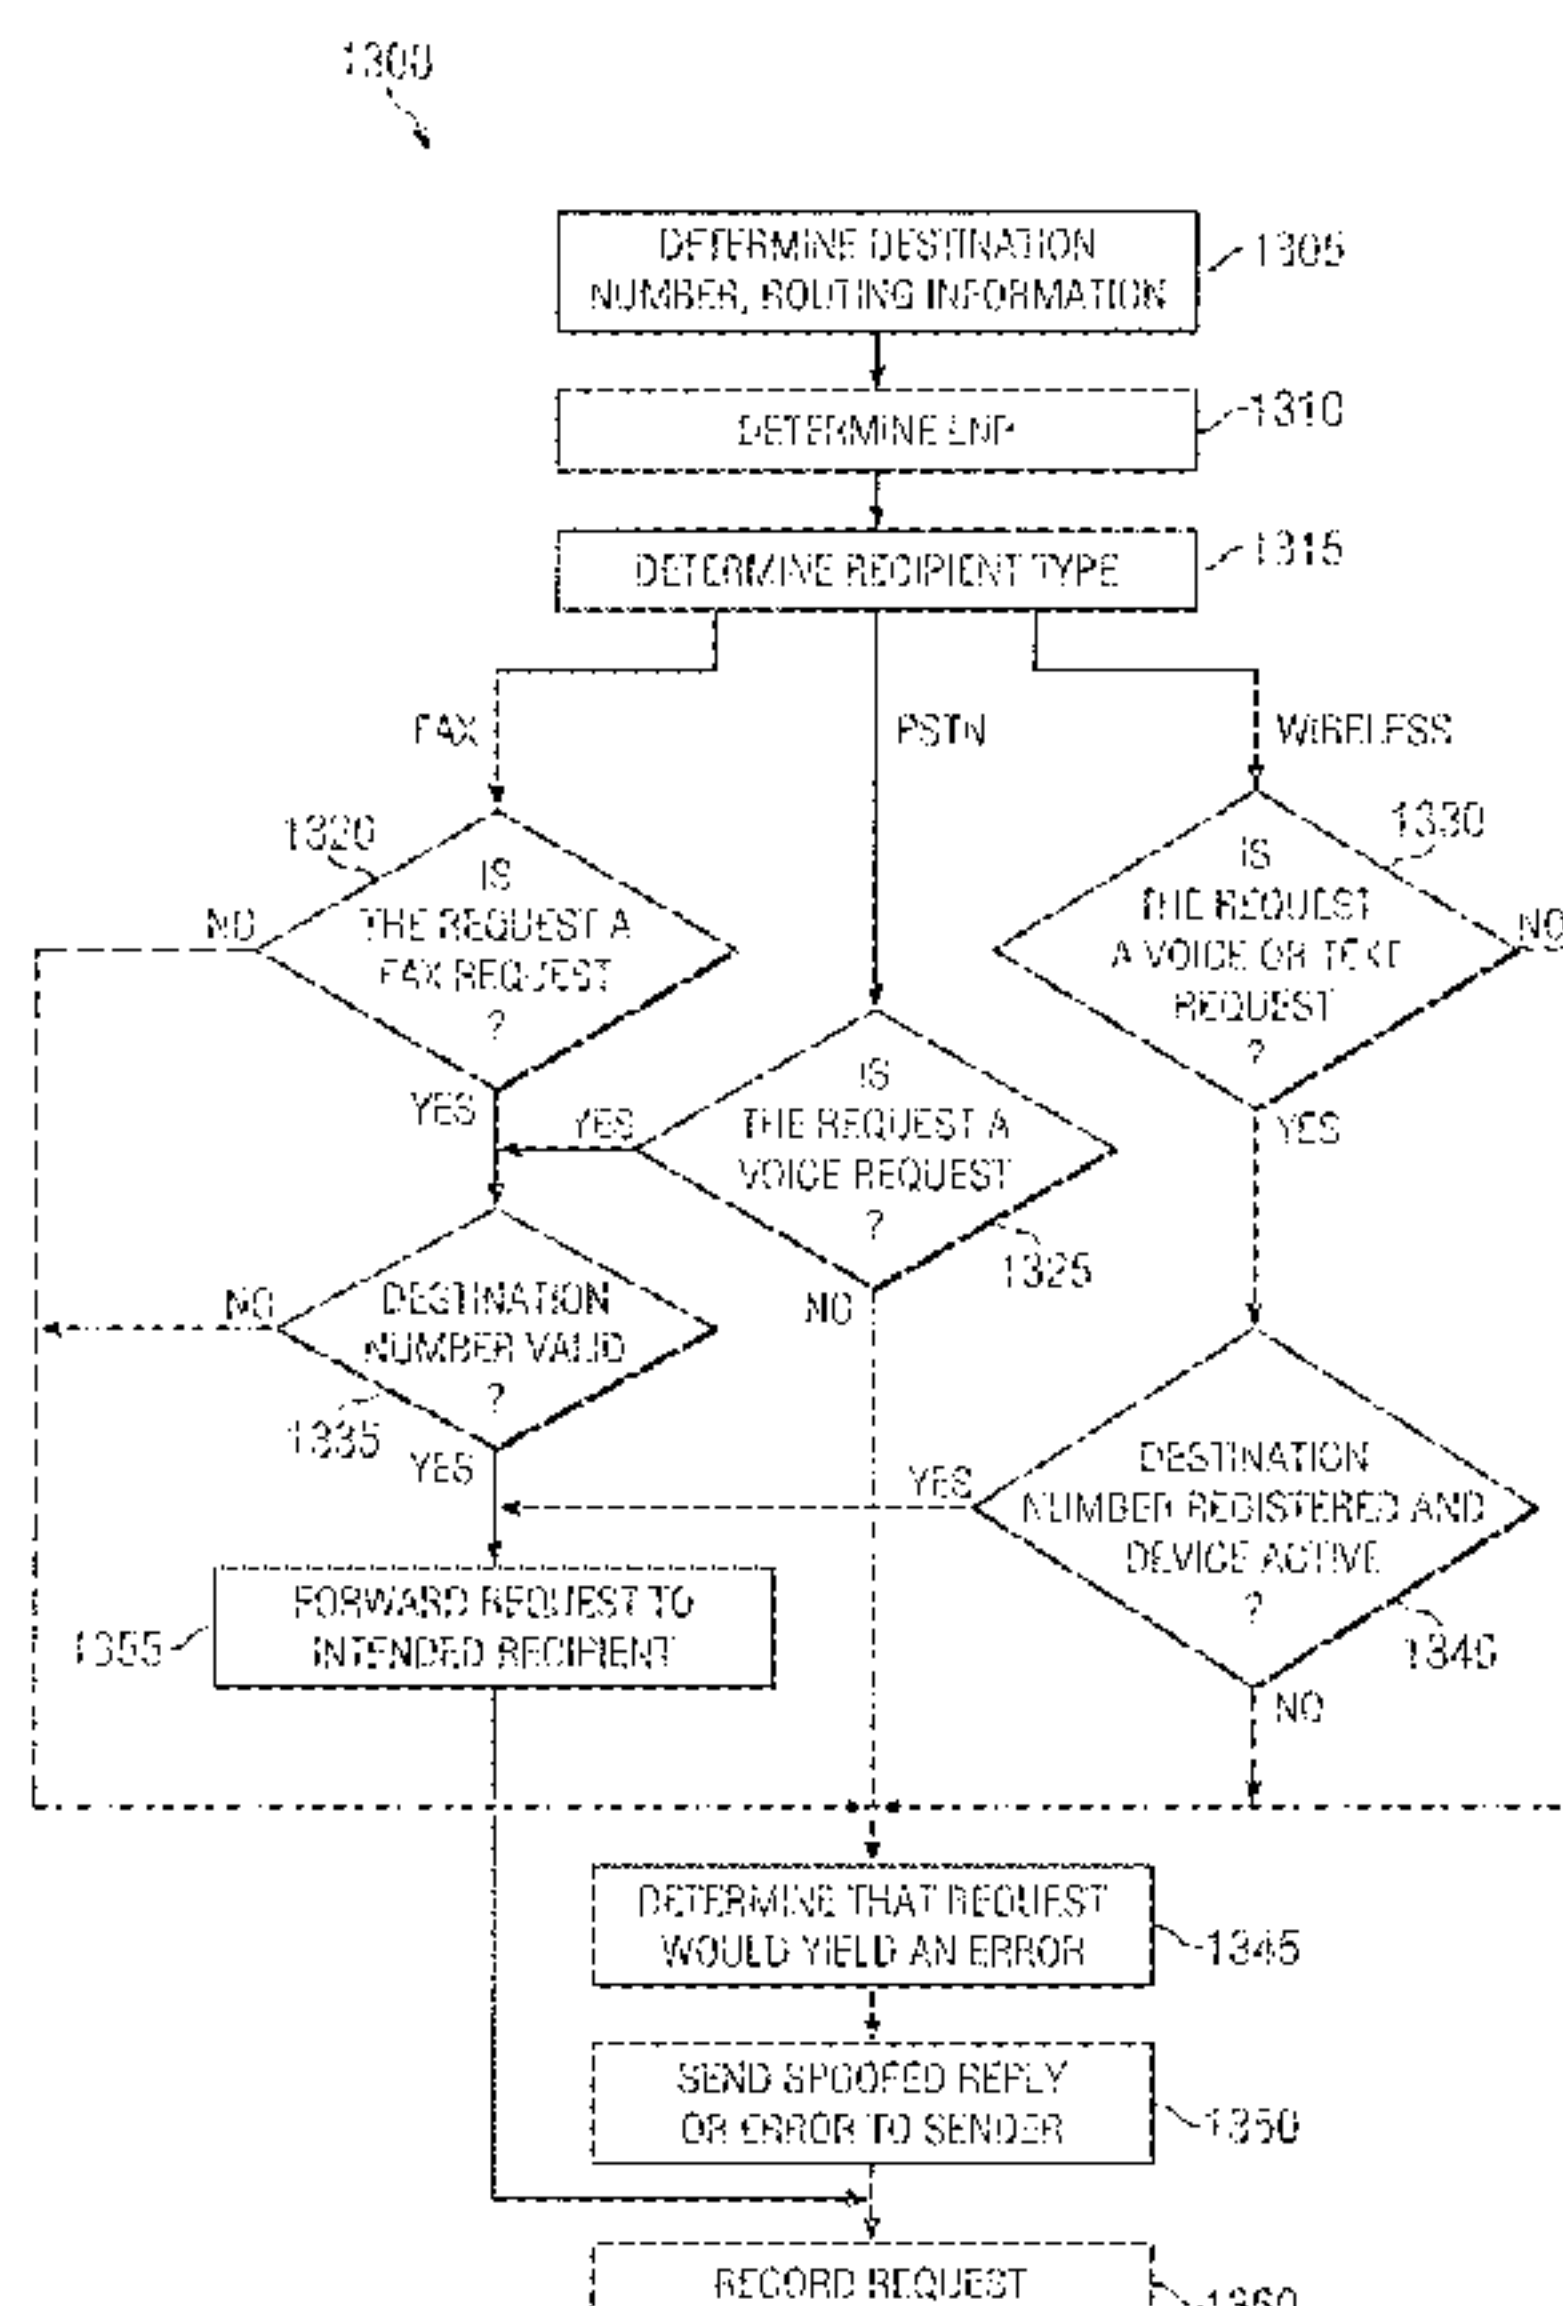 1300
DETERMINE DESTINATION
NUMBER, ROUTING INFORMATION
1305
DETERMINE LNP
1310
DETERMINE RECIPIENT TYPE
1315
FAX
PSTN
WIRELESS
1320
IS
THE REQUEST A
FAX REQUEST
?
NO
YES
1330
IS
THE REQUEST
A VOICE OR TEXT
REQUEST
?
NO
YES
IS
THE REQUEST A
VOICE REQUEST
?
YES
1325
NO
DESTINATION
NUMBER VALID
?
NO
1335
YES
DESTINATION
NUMBER REGISTERED AND
DEVICE ACTIVE
?
YES
1340
NO
FORWARD REQUEST TO
INTENDED RECIPIENT
1355
DETERMINE THAT REQUEST
WOULD YIELD AN ERROR
1345
SEND SPOOFED REPLY
OR ERROR TO SENDER
1350
RECORD REQUEST
1360